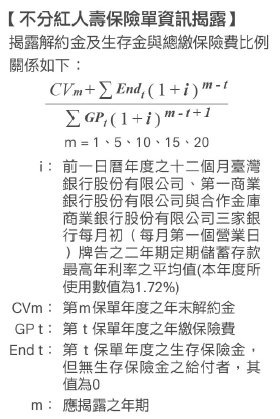 【不分紅人壽保險單資訊揭露】
揭露解約金及生存金與總繳保險費比例
關係如下：
CVm + ∑ Endt (1 + i) m - t
∑ GPt (1 + i) m - t + 1
m = 1、5、10、15、20
i： 前一日曆年度之十二個月臺灣
銀行股份有限公司、第一商業
銀行股份有限公司與合作金庫
商業銀行股份有限公司三家銀
行每月初（每月第一個營業日
）牌告之二年期定期儲蓄存款
最高年利率之平均值(本年度所
使用數值為1.72%)
CVm： 第m保單年度之年末解約金
GP t： 第 t 保單年度之年繳保險費
End t： 第 t 保單年度之生存保險金，
但無生存保險金之給付者，其
值為0
m： 應揭露之年期